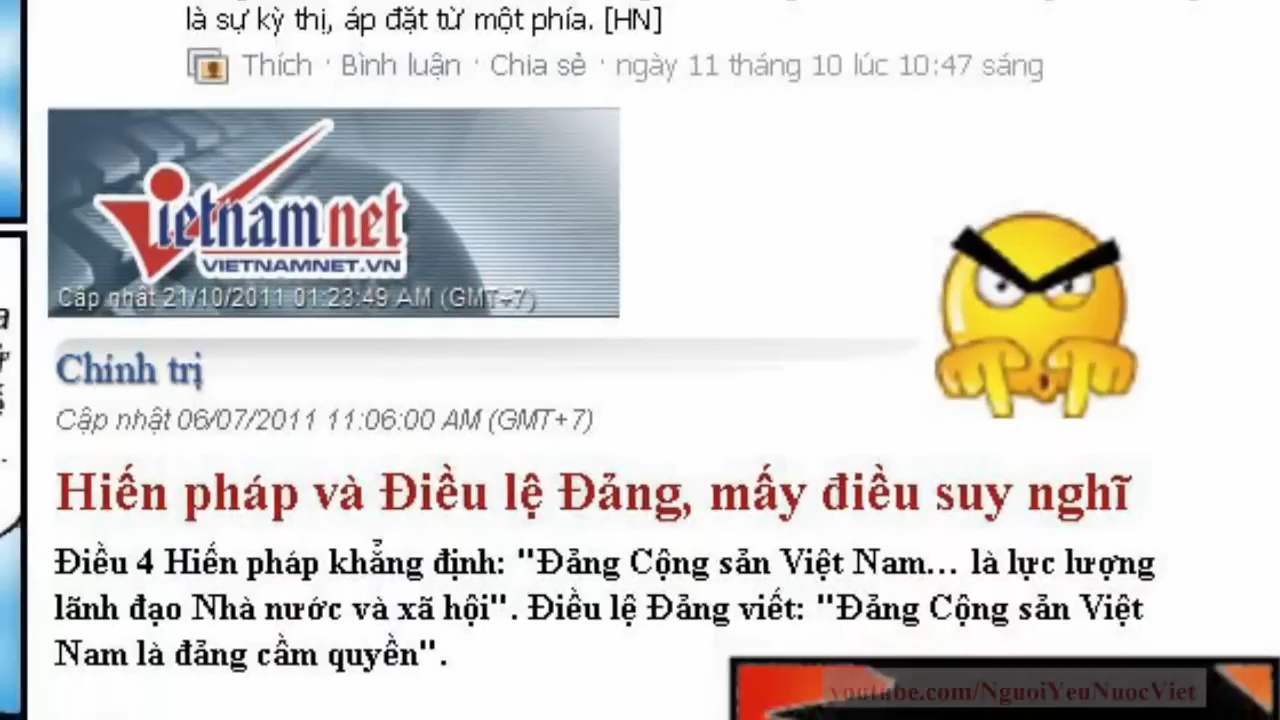 là sự kỳ thị, áp đặt từ một phía. [HN]
Thích · Bình luận · Chia sẻ · ngày 11 tháng 10 lúc 10:47 sáng
Vietnamnet
VIETNAMNET.VN
Cập nhật 21/10/2011 01:23:49 AM (GMT+7)
Chính trị
Cập nhật 06/07/2011 11:06:00 AM (GMT+7)
Hiến pháp và Điều lệ Đảng, mấy điều suy nghĩ
Điều 4 Hiến pháp khẳng định: "Đảng Cộng sản Việt Nam... là lực lượng
lãnh đạo Nhà nước và xã hội". Điều lệ Đảng viết: "Đảng Cộng sản Việt
Nam là đảng cầm quyền".
youtube.com/NguoiYeuNuocViet